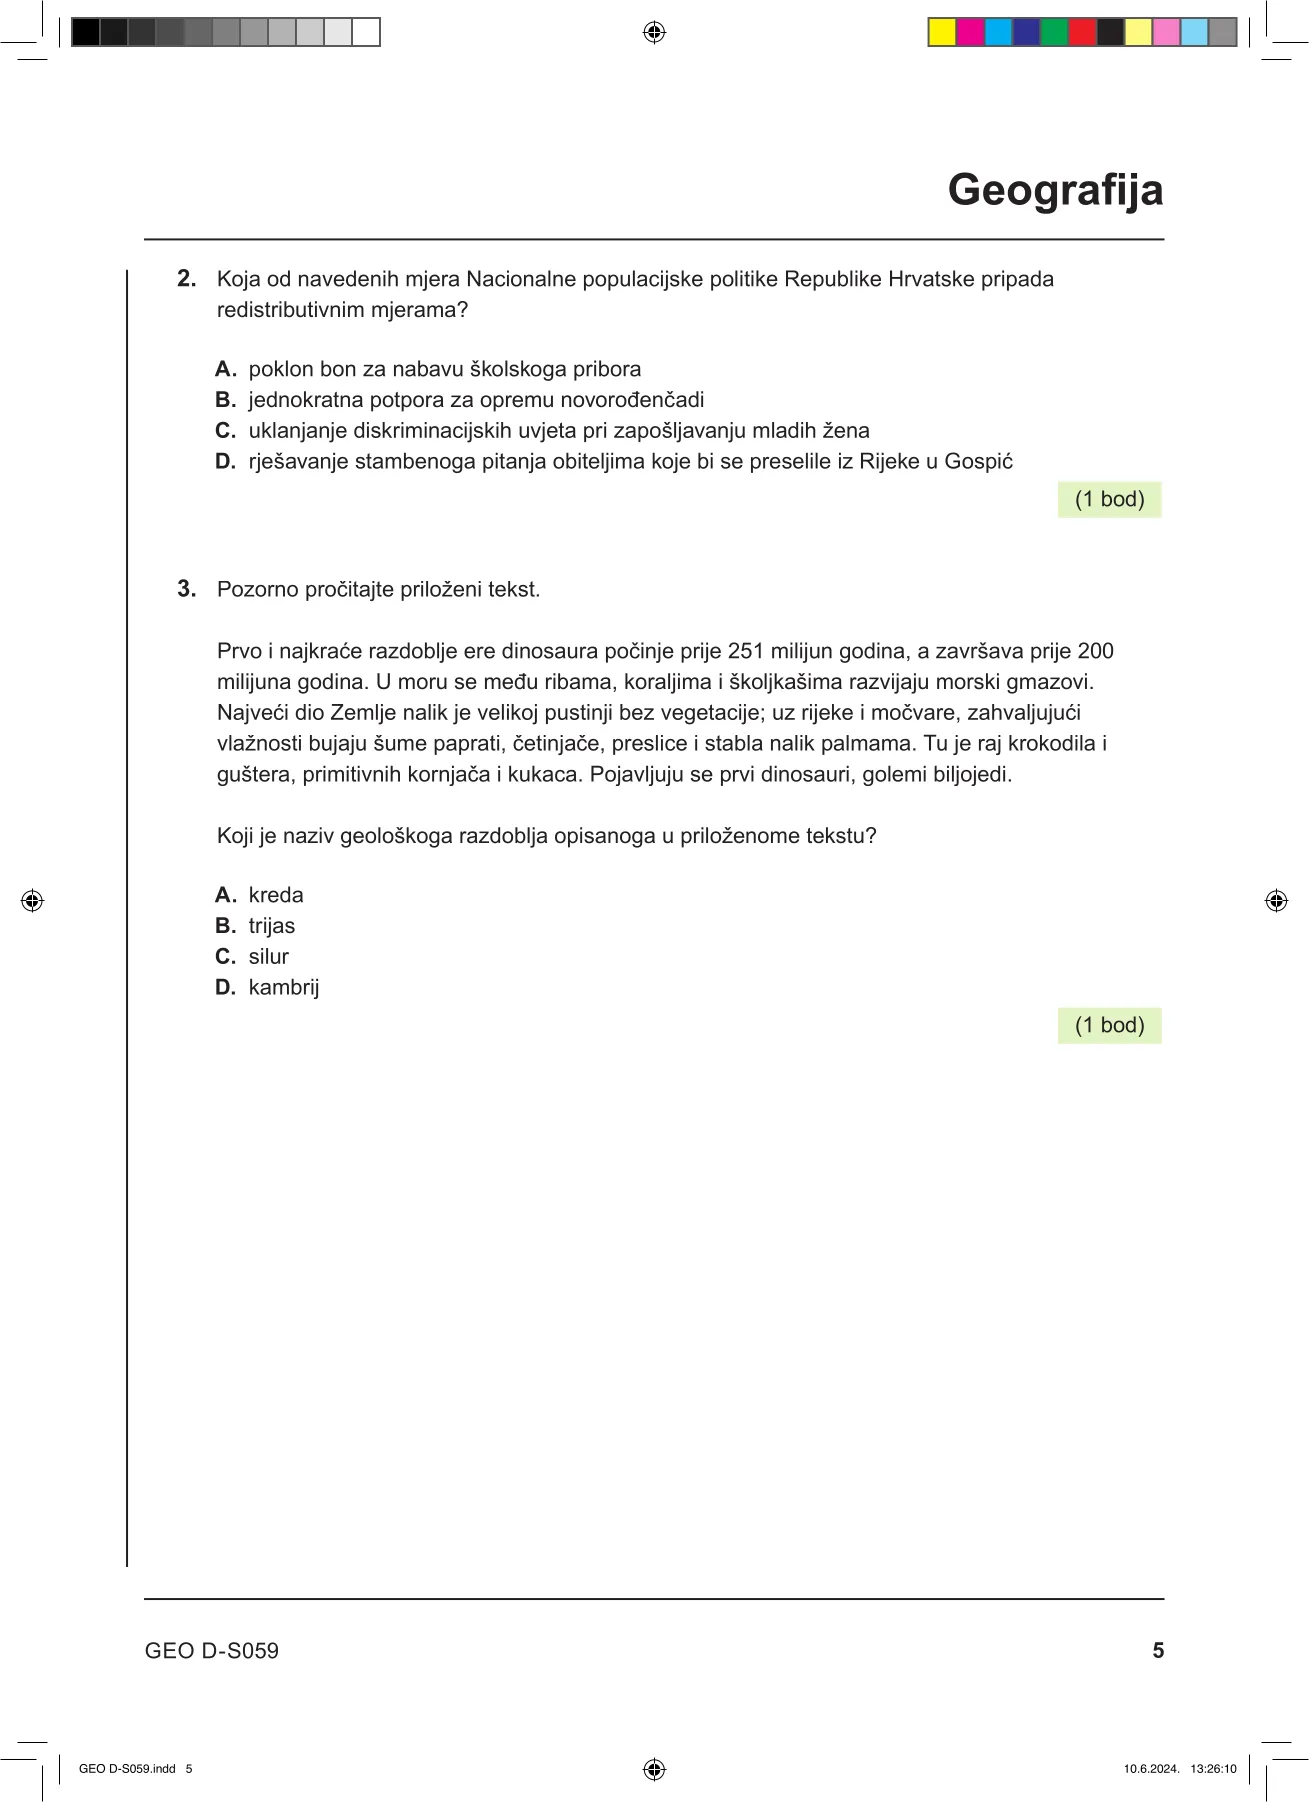 Geografija
2. Koja od navedenih mjera Nacionalne populacijske politike Republike Hrvatske pripada
redistributivnim mjerama?
A. poklon bon za nabavu školskoga pribora
B. jednokratna potpora za opremu novorođenčadi
C. uklanjanje diskriminacijskih uvjeta pri zapošljavanju mladih žena
D. rješavanje stambenoga pitanja obiteljima koje bi se preselile iz Rijeke u Gospić
(1 bod)
3. Pozorno pročitajte priloženi tekst.
Prvo i najkraće razdoblje ere dinosaura počinje prije 251 milijun godina, a završava prije 200
milijuna godina. U moru se među ribama, koraljima i školjkašima razvijaju morski gmazovi.
Najveći dio Zemlje nalik je velikoj pustinji bez vegetacije; uz rijeke i močvare, zahvaljujući
vlažnosti bujaju šume paprati, četinjače, preslice i stabla nalik palmama. Tu je raj krokodila i
guštera, primitivnih kornjača i kukaca. Pojavljuju se prvi dinosauri, golemi biljojedi.
Koji je naziv geološkoga razdoblja opisanoga u priloženome tekstu?
A. kreda
B. trijas
C. silur
D. kambrij
(1 bod)
GEO D-S059 5
GEO D-S059.indd 5 10.6.2024. 13:26:10